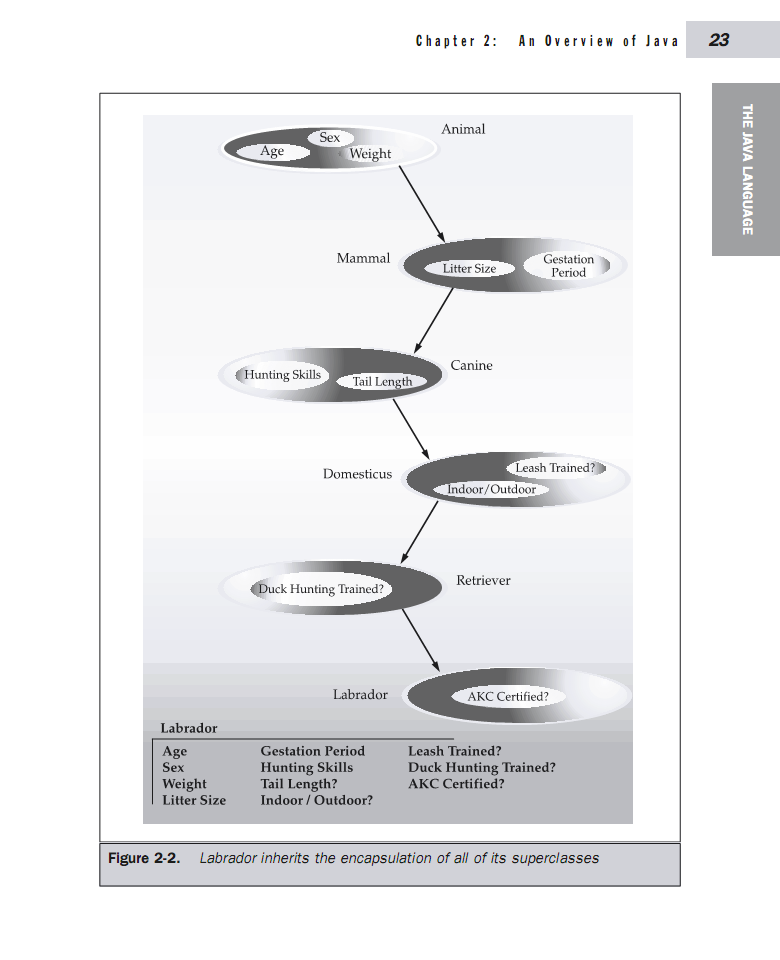 Chapter 2: An Overview of Java 23
THE JAVA LANGUAGE
Animal
Sex
Age
Weight
Mammal
Litter Size
Gestation
Period
Canine
Hunting Skills
Tail Length
Domesticus
Leash Trained?
Indoor/Outdoor
Retriever
Duck Hunting Trained?
Labrador
AKC Certified?
Labrador
Age Gestation Period Leash Trained?
Sex Hunting Skills Duck Hunting Trained?
Weight Tail Length? AKC Certified?
Litter Size Indoor / Outdoor?
Figure 2-2. Labrador inherits the encapsulation of all of its superclasses